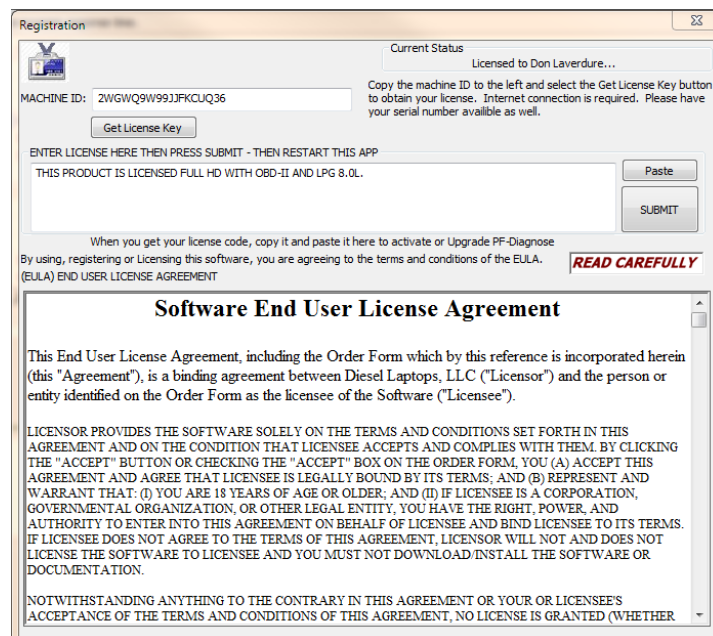 Registration
Current Status
Licensed to Don Laverdure...
Copy the machine ID to the left and select the Get License Key button
to obtain your license. Internet connection is required. Please have
your serial number availible as well.
MACHINE ID: 2WGWQ9W99JJFKCUQ36
Get License Key
ENTER LICENSE HERE THEN PRESS SUBMIT - THEN RESTART THIS APP
THIS PRODUCT IS LICENSED FULL HD WITH OBD-II AND LPG 8.0L.
Paste
SUBMIT
When you get your license code, copy it and paste it here to activate or Upgrade PF-Diagnose
By using, registering or Licensing this software, you are agreeing to the terms and conditions of the EULA.
READ CAREFULLY
(EULA) END USER LICENSE AGREEMENT
Software End User License Agreement
This End User License Agreement, including the Order Form which by this reference is incorporated herein
(this "Agreement"), is a binding agreement between Diesel Laptops, LLC ("Licensor") and the person or
entity identified on the Order Form as the licensee of the Software ("Licensee").
LICENSOR PROVIDES THE SOFTWARE SOLELY ON THE TERMS AND CONDITIONS SET FORTH IN THIS
AGREEMENT AND ON THE CONDITION THAT LICENSEE ACCEPTS AND COMPLIES WITH THEM. BY CLICKING
THE "ACCEPT" BUTTON OR CHECKING THE "ACCEPT" BOX ON THE ORDER FORM, YOU (A) ACCEPT THIS
AGREEMENT AND AGREE THAT LICENSEE IS LEGALLY BOUND BY ITS TERMS; AND (B) REPRESENT AND
WARRANT THAT: (I) YOU ARE 18 YEARS OF AGE OR OLDER; AND (II) IF LICENSEE IS A CORPORATION,
GOVERNMENTAL ORGANIZATION, OR OTHER LEGAL ENTITY, YOU HAVE THE RIGHT, POWER, AND
AUTHORITY TO ENTER INTO THIS AGREEMENT ON BEHALF OF LICENSEE AND BIND LICENSEE TO ITS TERMS.
IF LICENSEE DOES NOT AGREE TO THE TERMS OF THIS AGREEMENT, LICENSOR WILL NOT AND DOES NOT
LICENSE THE SOFTWARE TO LICENSEE AND YOU MUST NOT DOWNLOAD/INSTALL THE SOFTWARE OR
DOCUMENTATION.
NOTWITHSTANDING ANYTHING TO THE CONTRARY IN THIS AGREEMENT OR YOUR OR LICENSEE'S
ACCEPTANCE OF THE TERMS AND CONDITIONS OF THIS AGREEMENT, NO LICENSE IS GRANTED (WHETHER